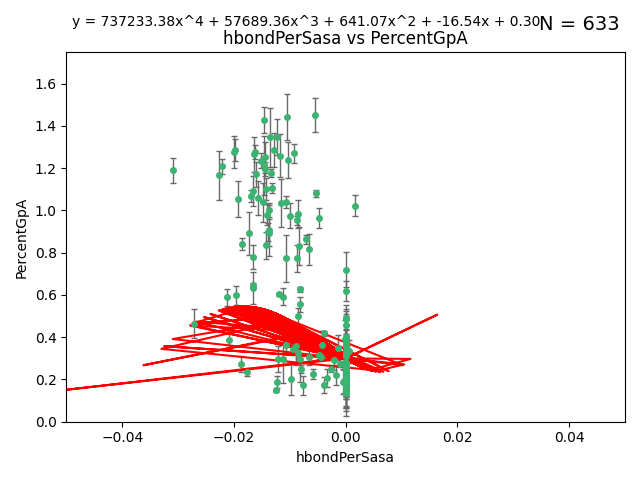 y = 737233.38x^4 + 57689.36x^3 + 641.07x^2 + -16.54x + 0.30
N = 633
hbondPerSasa vs PercentGpA
PercentGpA
1.6
1.4
1.2
1.0
0.8
0.6
0.4
0.2
0.0
−0.04
−0.02
0.00
0.02
0.04
hbondPerSasa